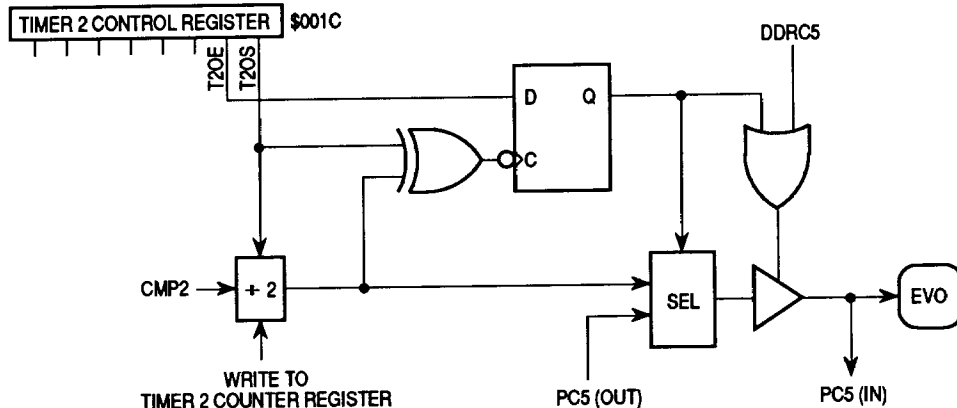 TIMER 2 CONTROL REGISTER $001C
T2OE
T2OS
DDRC5
D Q
C
CMP2
÷ 2
SEL
EVO
WRITE TO
TIMER 2 COUNTER REGISTER
PC5 (OUT)
PC5 (IN)